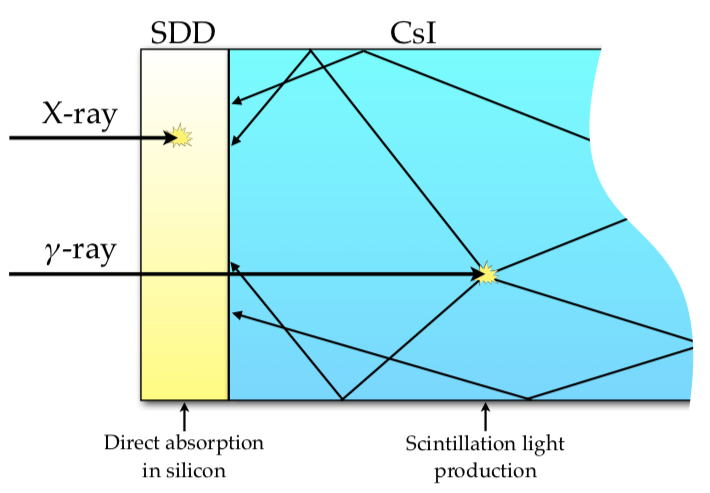 SDD
CsI
X-ray
γ-ray
Direct absorption
in silicon
Scintillation light
production